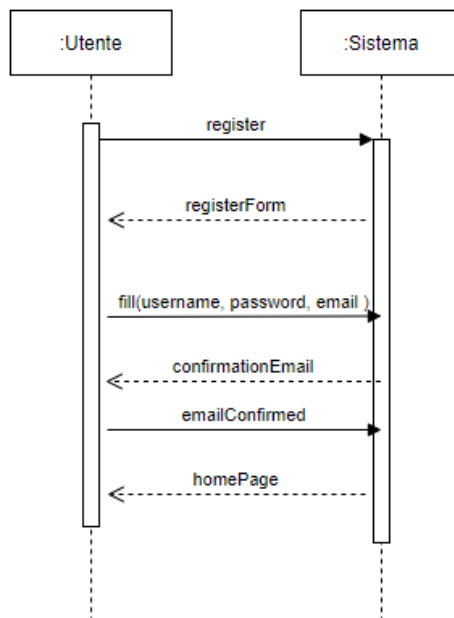 :Utente
:Sistema
register
registerForm
fill(username, password, email )
confirmationEmail
emailConfirmed
homePage